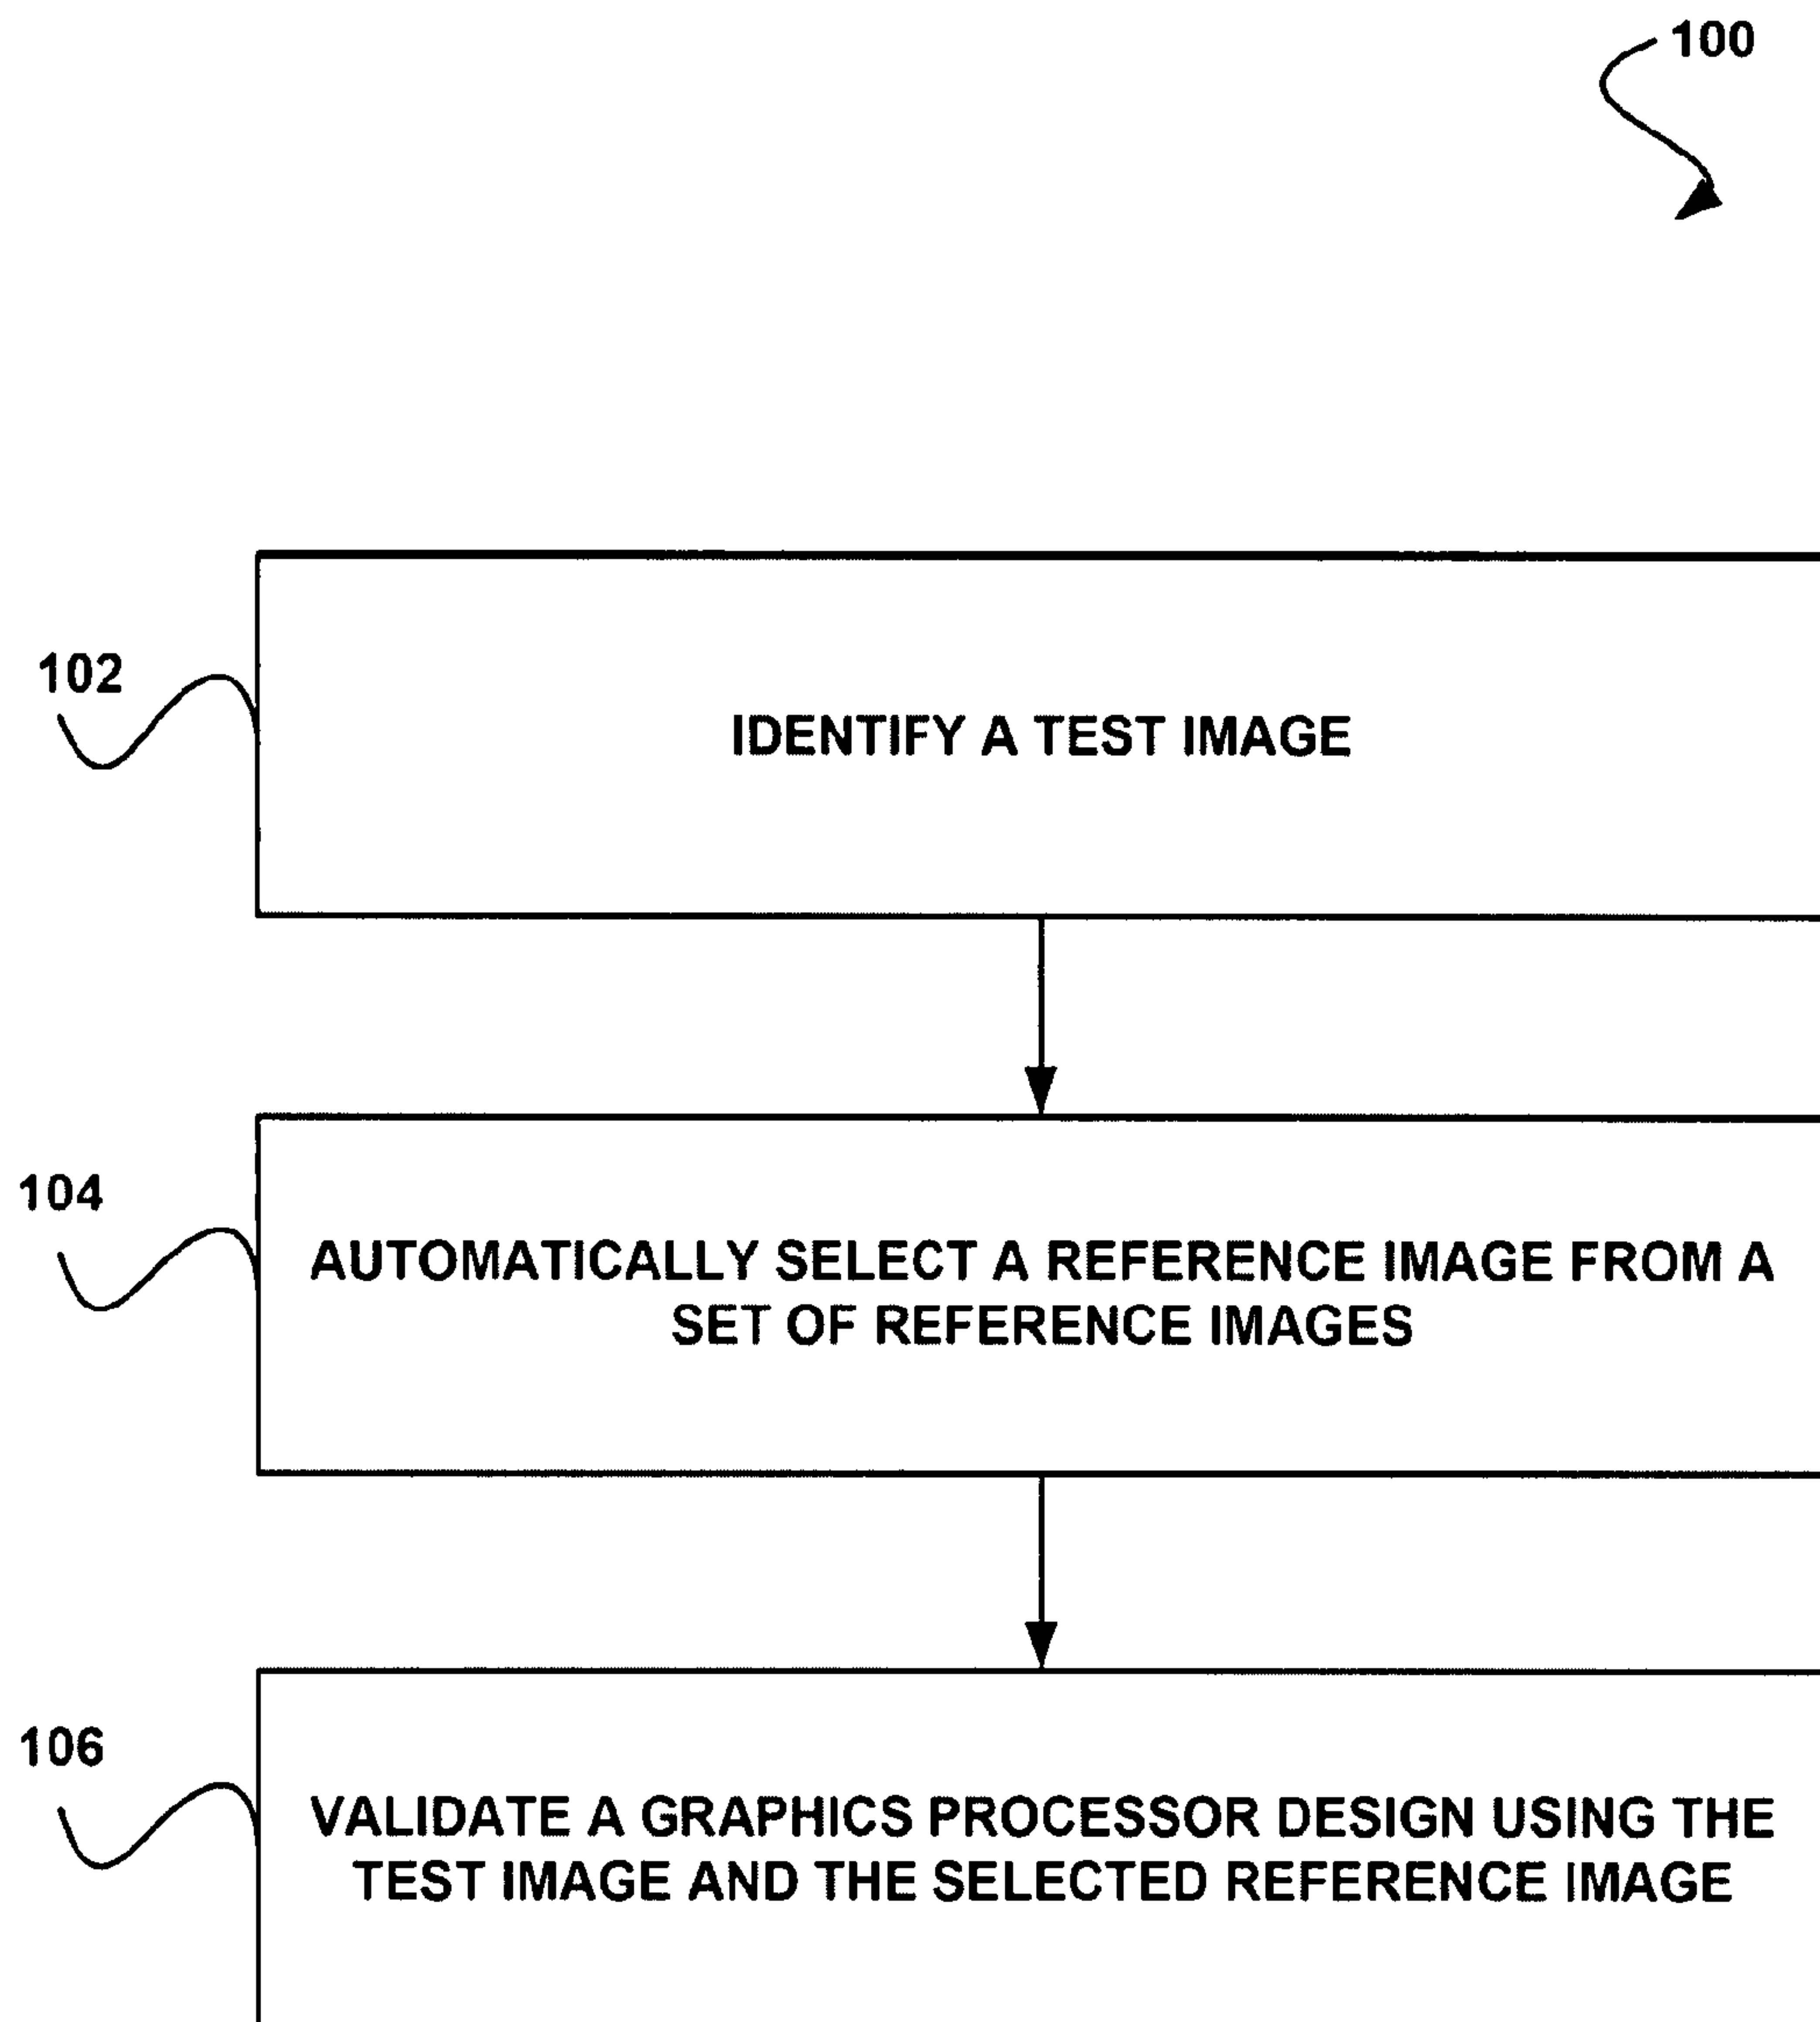 100
102
IDENTIFY A TEST IMAGE
104
AUTOMATICALLY SELECT A REFERENCE IMAGE FROM A
SET OF REFERENCE IMAGES
106
VALIDATE A GRAPHICS PROCESSOR DESIGN USING THE
TEST IMAGE AND THE SELECTED REFERENCE IMAGE